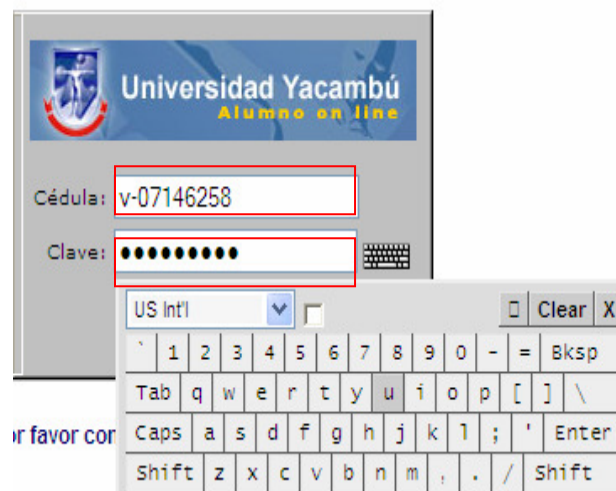 Universidad Yacambú
Alumno on line
Cédula: v-07146258
Clave: •••••••••
US Int'l Clear X
` 1 2 3 4 5 6 7 8 9 0 - = Bksp
Tab q w e r t y u i o p [ ] \
or favor con
Caps a s d f g h j k l ; ' Enter
Shift z x c v b n m , . / Shift